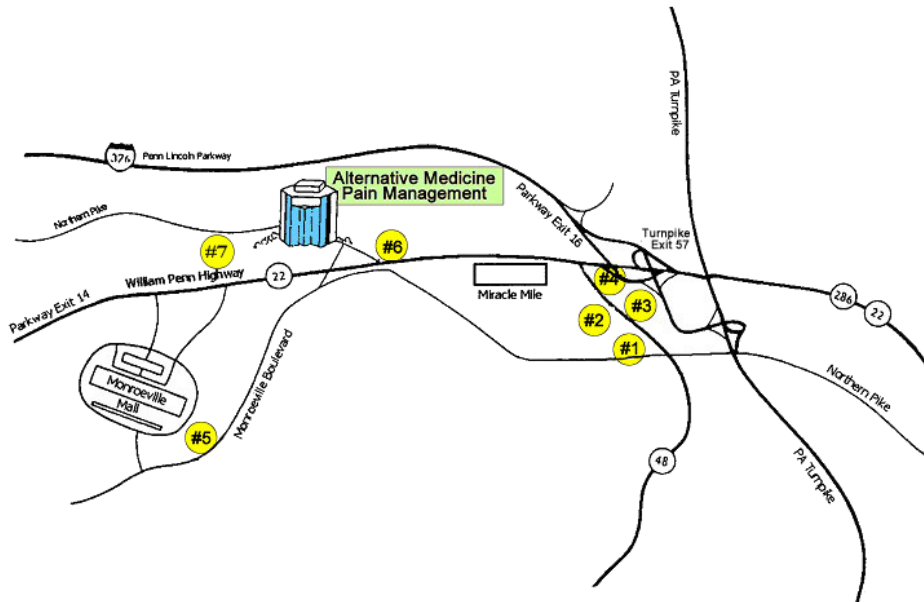 PA Turnpike
376
Penn Lincoln Parkway
Alternative Medicine
Pain Management
Parkway Exit 16
Northern Pike
Turnpike
Exit 57
#7
#6
William Penn Highway
22
#4
Miracle Mile
#3
286
22
Parkway Exit 14
#2
#1
Monroeville Boulevard
Northern Pike
Monroeville
Mall
#5
48
PA Turnpike